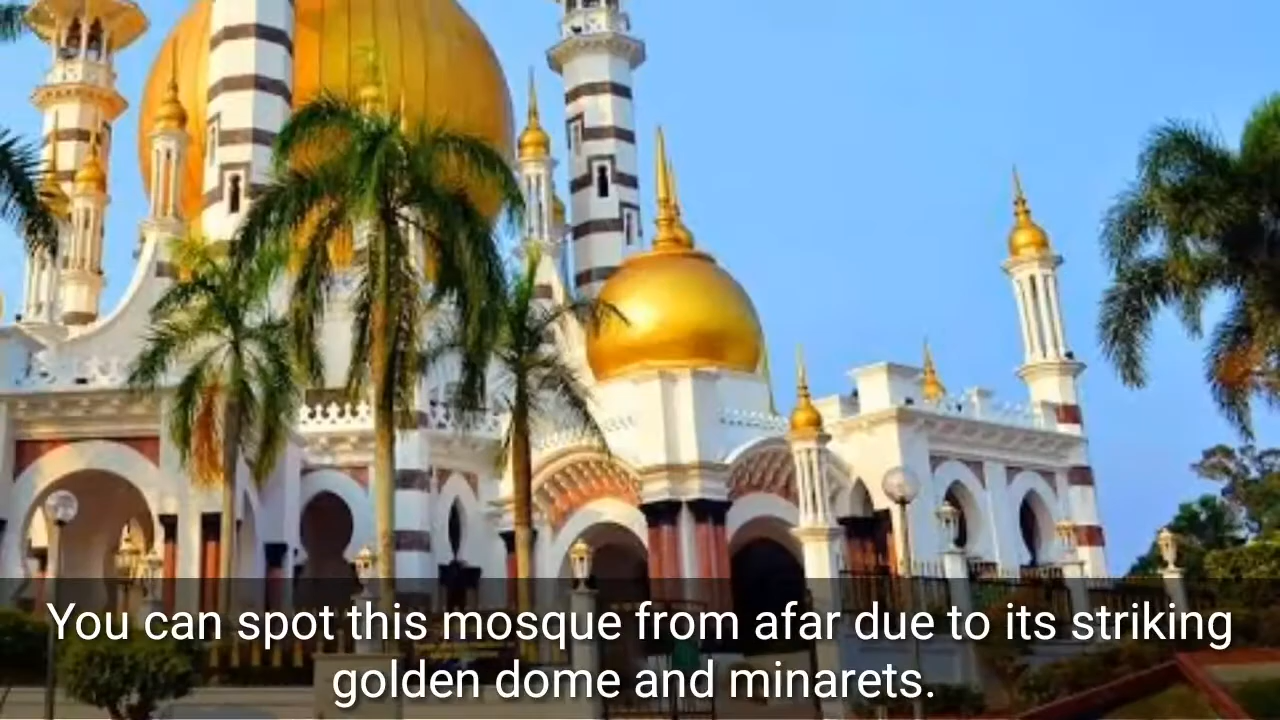 You can spot this mosque from afar due to its striking
golden dome and minarets.